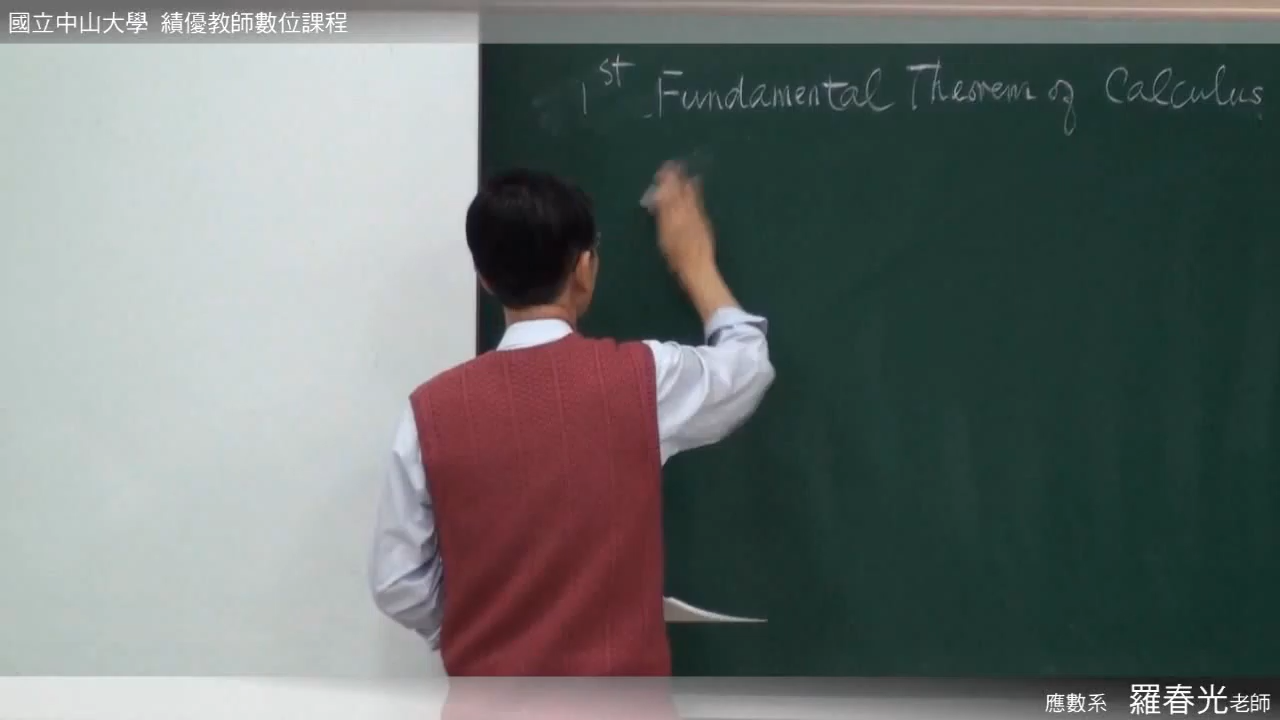 國立中山大學 績優教師數位課程
1st Fundamental Theorem of Calculus
應數系 羅春光老師